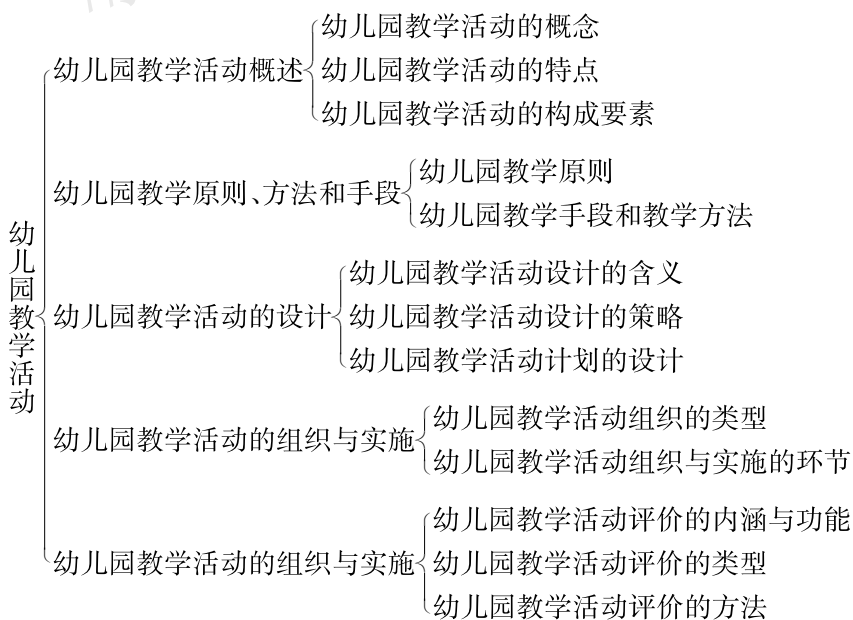 幼儿园教学活动
幼儿园教学活动概述
幼儿园教学活动的概念
幼儿园教学活动的特点
幼儿园教学活动的构成要素
幼儿园教学原则、方法和手段
幼儿园教学原则
幼儿园教学手段和教学方法
幼儿园教学活动的设计
幼儿园教学活动设计的含义
幼儿园教学活动设计的策略
幼儿园教学活动计划的设计
幼儿园教学活动的组织与实施
幼儿园教学活动组织的类型
幼儿园教学活动组织与实施的环节
幼儿园教学活动的组织与实施
幼儿园教学活动评价的内涵与功能
幼儿园教学活动评价的类型
幼儿园教学活动评价的方法